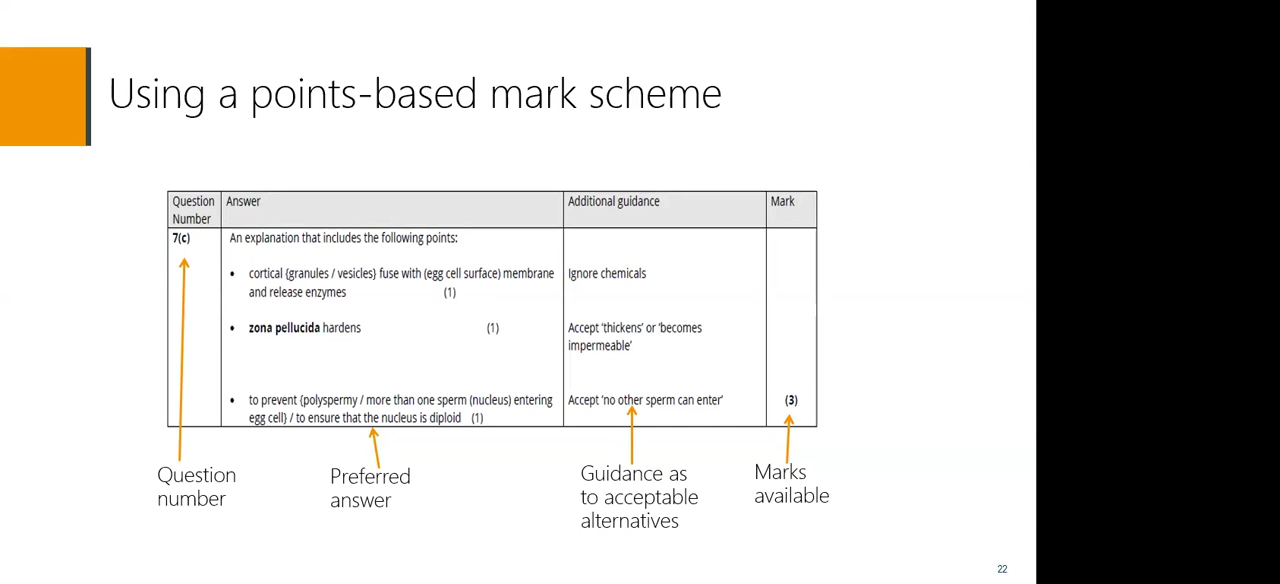 Using a points-based mark scheme
Question
Number
Answer
Additional guidance
Mark
7(c)
An explanation that includes the following points:
• cortical {granules / vesicles} fuse with (egg cell surface) membrane
and release enzymes (1)
Ignore chemicals
• zona pellucida hardens (1)
Accept ‘thickens’ or ‘becomes
impermeable’
• to prevent {polyspermy / more than one sperm (nucleus) entering
egg cell} / to ensure that the nucleus is diploid (1)
Accept ‘no other sperm can enter’
(3)
Question
number
Preferred
answer
Guidance as
to acceptable
alternatives
Marks
available
22